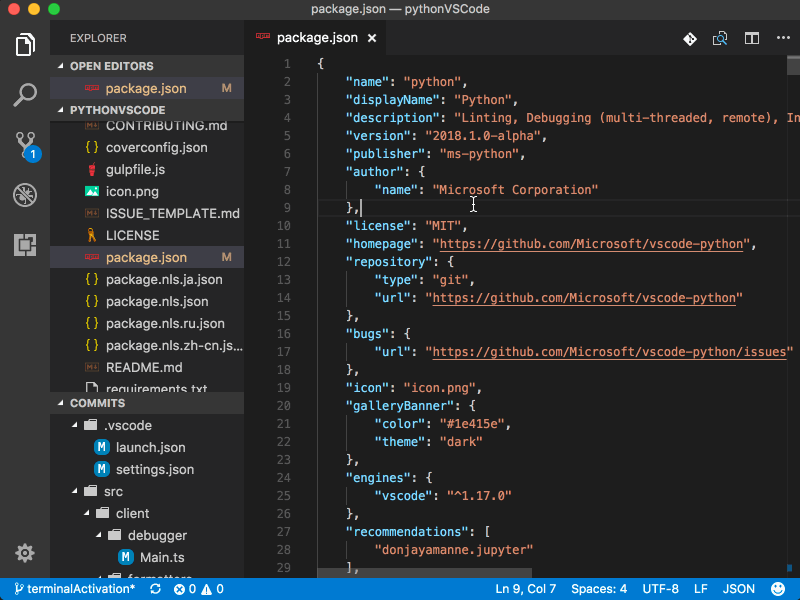 package.json — pythonVSCode
EXPLORER
OPEN EDITORS
package.json M
PYTHONVSCODE
CONTRIBUTING.md
coverconfig.json
gulpfile.js
icon.png
ISSUE_TEMPLATE.md
LICENSE
package.json M
package.nls.ja.json
package.nls.json
package.nls.ru.json
package.nls.zh-cn.js...
README.md
requirements.txt
COMMITS
.vscode
M launch.json
M settings.json
src
client
debugger
M Main.ts
formatters
1
package.json ×
1 {
2 "name": "python",
3 "displayName": "Python",
4 "description": "Linting, Debugging (multi-threaded, remote), In
5 "version": "2018.1.0-alpha",
6 "publisher": "ms-python",
7 "author": {
8 "name": "Microsoft Corporation"
9 },
10 "license": "MIT",
11 "homepage": "https://github.com/Microsoft/vscode-python",
12 "repository": {
13 "type": "git",
14 "url": "https://github.com/Microsoft/vscode-python"
15 },
16 "bugs": {
17 "url": "https://github.com/Microsoft/vscode-python/issues"
18 },
19 "icon": "icon.png",
20 "galleryBanner": {
21 "color": "#1e415e",
22 "theme": "dark"
23 },
24 "engines": {
25 "vscode": "^1.17.0"
26 },
27 "recommendations": [
28 "donjayamanne.jupyter"
29 ],
terminalActivation* 0 0 Ln 9, Col 7 Spaces: 4 UTF-8 LF JSON